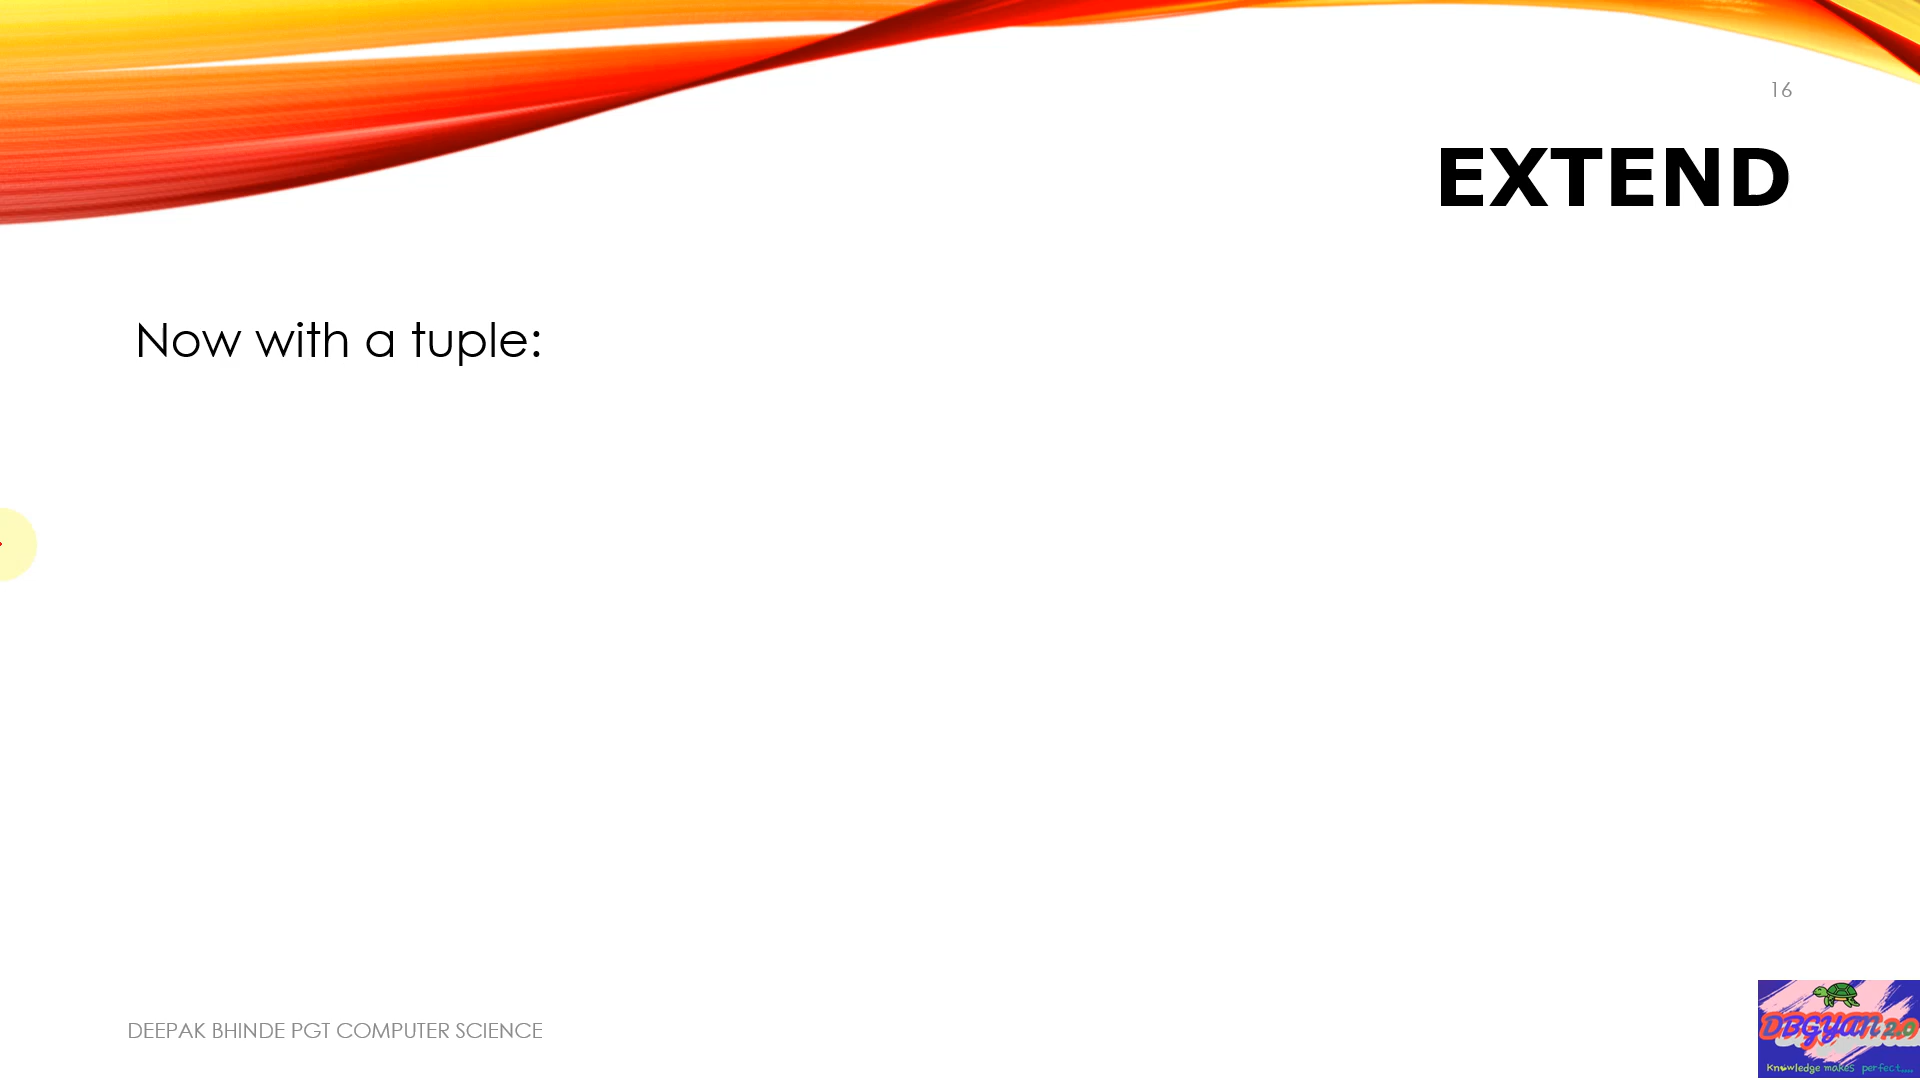 16
EXTEND
Now with a tuple:
DEEPAK BHINDE PGT COMPUTER SCIENCE
DBGYAN 2.0
Knowledge makes perfect....